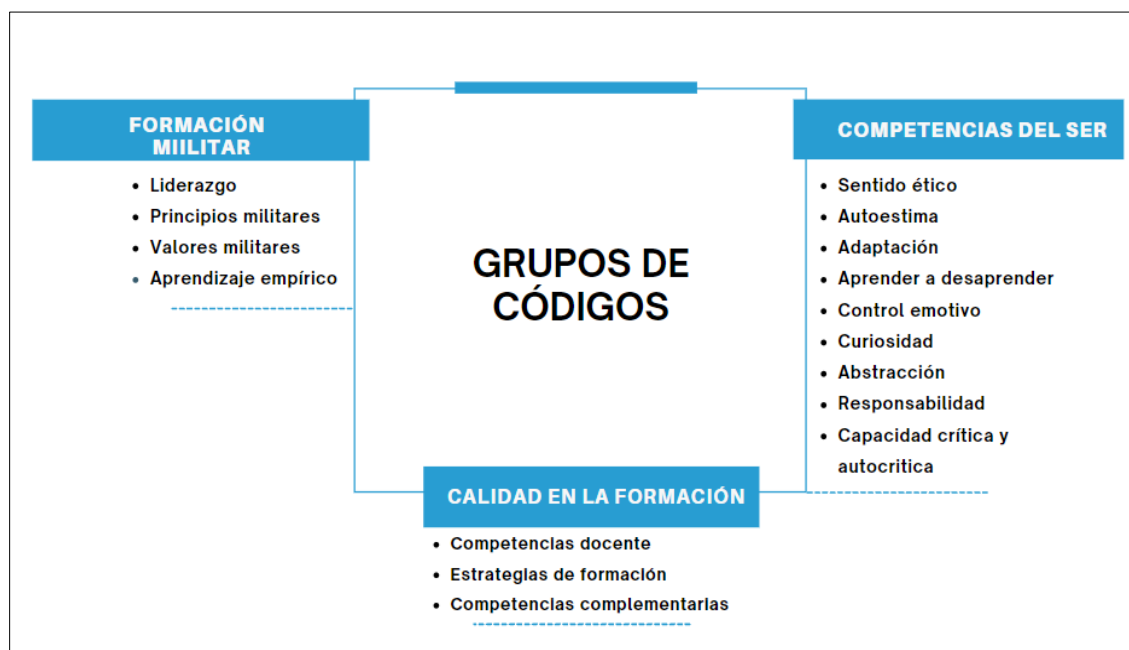 FORMACIÓN
MIILITAR
• Liderazgo
• Principios militares
• Valores militares
• Aprendizaje empírico
GRUPOS DE
CÓDIGOS
COMPETENCIAS DEL SER
• Sentido ético
• Autoestima
• Adaptación
• Aprender a desaprender
• Control emotivo
• Curiosidad
• Abstracción
• Responsabilidad
• Capacidad crítica y
autocritica
CALIDAD EN LA FORMACIÓN
• Competencias docente
• Estrategias de formación
• Competencias complementarias